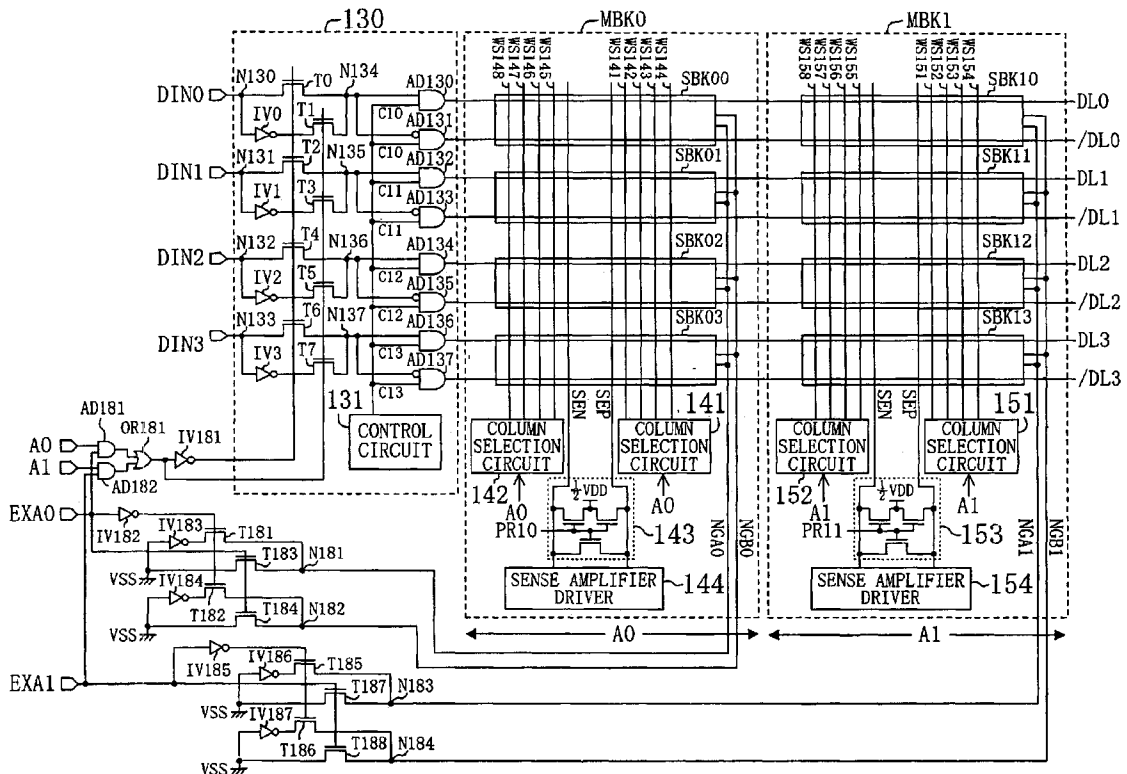 130
MBK0
MBK1
WS148
WS147
WS146
WS145
WS141
WS142
WS143
WS144
WS158
WS157
WS156
WS155
WS151
WS152
WS153
WS154
DIN0
N130
T0
N134
AD130
SBK00
SBK10
DL0
IV0
T1
C10
AD131
/DL0
DIN1
N131
T2
N135
C10
AD132
SBK01
SBK11
DL1
IV1
T3
C11
AD133
/DL1
DIN2
N132
T4
N136
C11
AD134
SBK02
SBK12
DL2
IV2
T5
C12
AD135
/DL2
DIN3
N133
T6
N137
C12
AD136
SBK03
SBK13
DL3
IV3
T7
C13
AD137
/DL3
C13
131
CONTROL
CIRCUIT
SEN
SEP
141
SEN
SEP
151
COLUMN
SELECTION
CIRCUIT
COLUMN
SELECTION
CIRCUIT
COLUMN
SELECTION
CIRCUIT
COLUMN
SELECTION
CIRCUIT
142
152
AD181
A0
OR181
IV181
A1
AD182
A0
1/2 VDD
A0
A1
1/2 VDD
A1
PR10
143
PR11
153
NGA0
NGB0
NGA1
NGB1
EXA0
IV182
IV183
T181
T183
N181
VSS
IV184
T182
T184
N182
VSS
SENSE AMPLIFIER
DRIVER
144
SENSE AMPLIFIER
DRIVER
154
A0
A1
EXA1
IV185
IV186
T185
T187
N183
VSS
IV187
T186
T188
N184
VSS